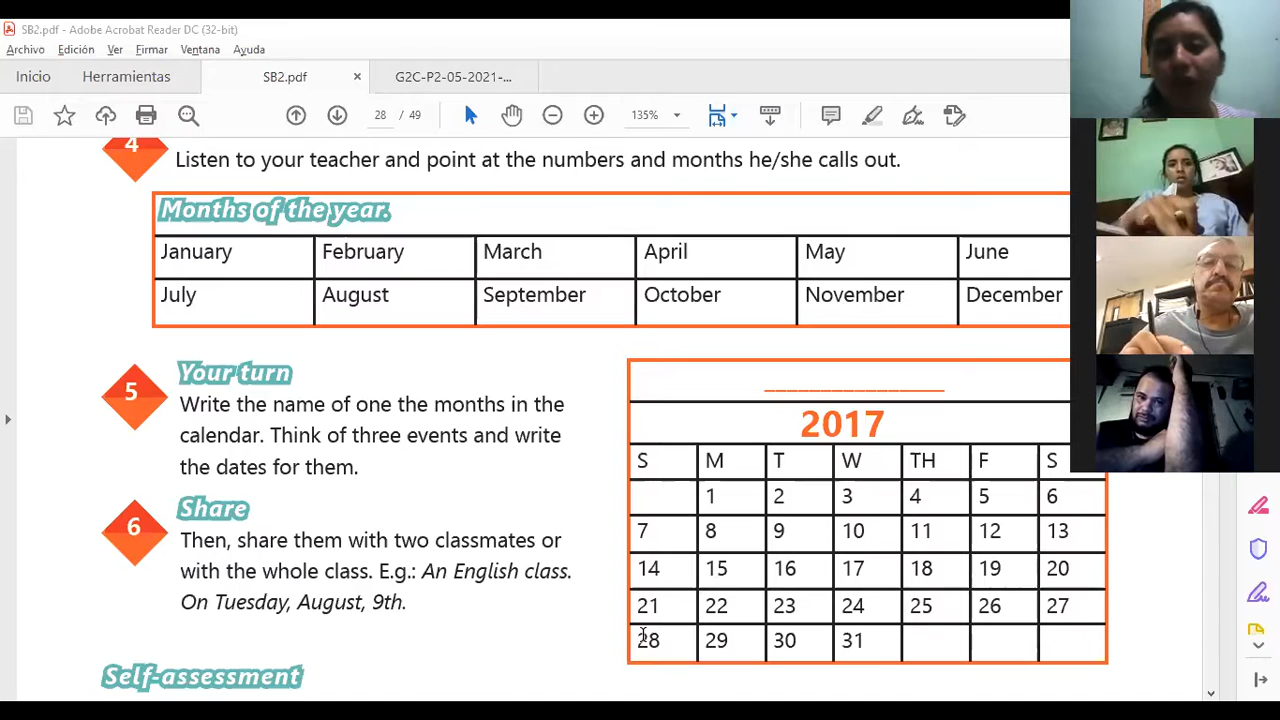 SB2.pdf - Adobe Acrobat Reader DC (32-bit)
Archivo Edición Ver Firmar Ventana Ayuda
Inicio Herramientas SB2.pdf × G2C-P2-05-2021-...
28 / 49 135%
4
Listen to your teacher and point at the numbers and months he/she calls out.
Months of the year.
January February March April May June
July August September October November December
5
Your turn
Write the name of one the months in the
calendar. Think of three events and write
the dates for them.
6
Share
Then, share them with two classmates or
with the whole class. E.g.: An English class.
On Tuesday, August, 9th.
________________
2017
S M T W TH F S
1 2 3 4 5 6
7 8 9 10 11 12 13
14 15 16 17 18 19 20
21 22 23 24 25 26 27
28 29 30 31
Self-assessment